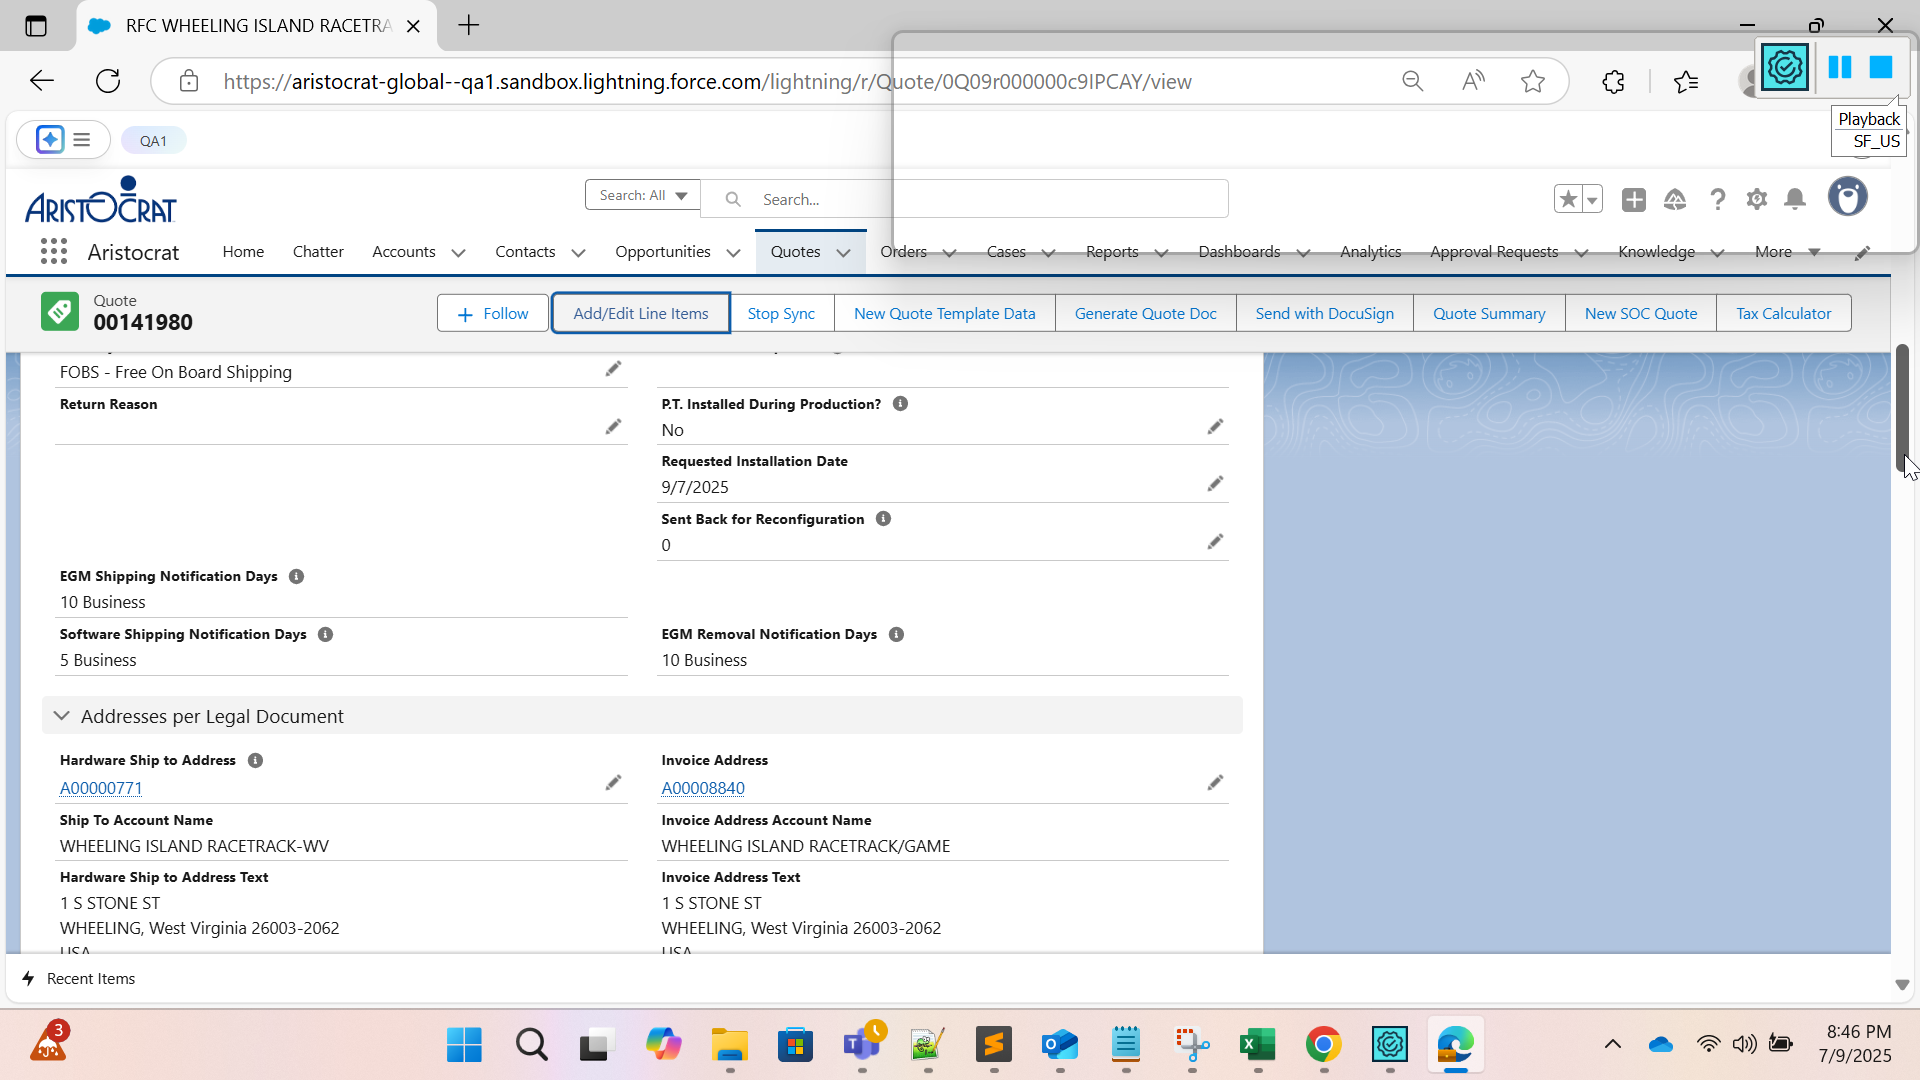 RFC WHEELING ISLAND RACETRA
https://aristocrat-global--qa1.sandbox.lightning.force.com/lightning/r/Quote/0Q09r000000c9IPCAY/view
Playback
SF_US
QA1
ARISTOCRAT
Search: All
Search...
Aristocrat
Home
Chatter
Accounts
Contacts
Opportunities
Quotes
Orders
Cases
Reports
Dashboards
Analytics
Approval Requests
Knowledge
More
Quote
00141980
Follow
Add/Edit Line Items
Stop Sync
New Quote Template Data
Generate Quote Doc
Send with DocuSign
Quote Summary
New SOC Quote
Tax Calculator
FOBS - Free On Board Shipping
Return Reason
P.T. Installed During Production?
No
Requested Installation Date
9/7/2025
Sent Back for Reconfiguration
0
EGM Shipping Notification Days
10 Business
Software Shipping Notification Days
5 Business
EGM Removal Notification Days
10 Business
Addresses per Legal Document
Hardware Ship to Address
A00000771
Invoice Address
A00008840
Ship To Account Name
WHEELING ISLAND RACETRACK-WV
Invoice Address Account Name
WHEELING ISLAND RACETRACK/GAME
Hardware Ship to Address Text
1 S STONE ST
WHEELING, West Virginia 26003-2062
USA
Invoice Address Text
1 S STONE ST
WHEELING, West Virginia 26003-2062
USA
Recent Items
3
8:46 PM
7/9/2025